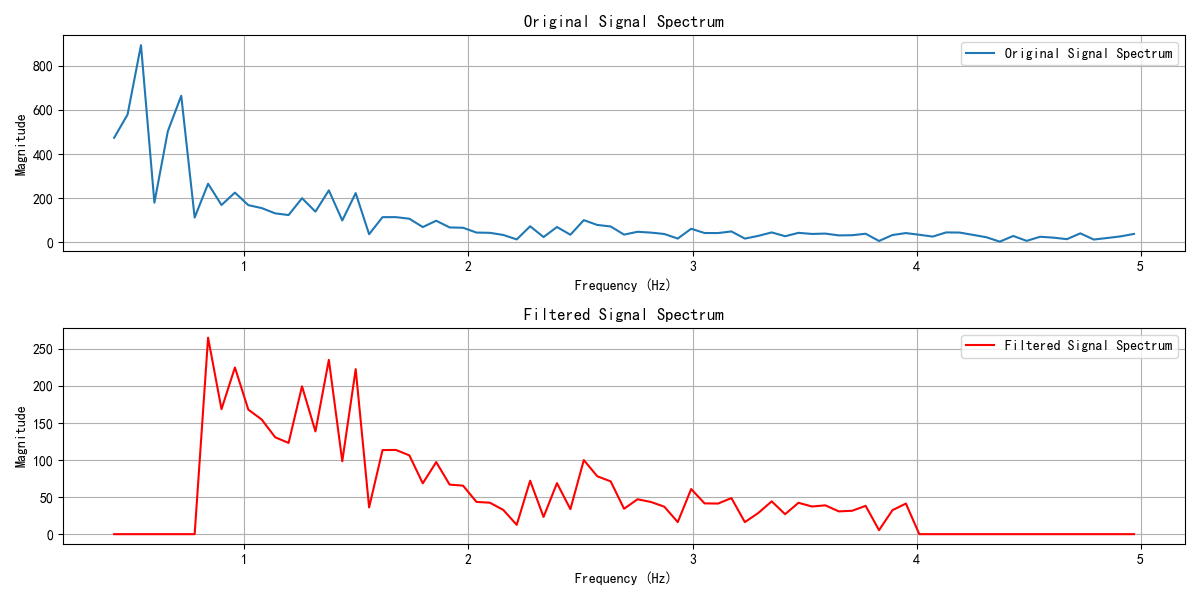 Original Signal Spectrum
Original Signal Spectrum
800
600
400
200
0
Magnitude
1 2 3 4 5
Frequency (Hz)
Filtered Signal Spectrum
Filtered Signal Spectrum
250
200
150
100
50
0
Magnitude
1 2 3 4 5
Frequency (Hz)